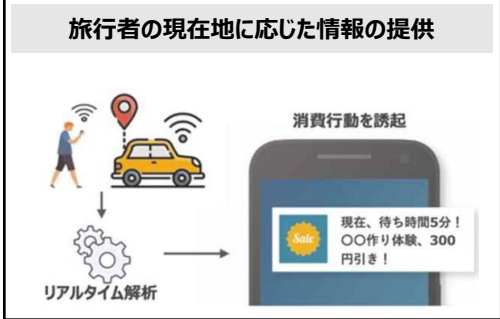 旅行者の現在地に応じた情報の提供
消費行動を誘起
Sale
現在、待ち時間5分！
〇〇作り体験、300
円引き！
リアルタイム解析